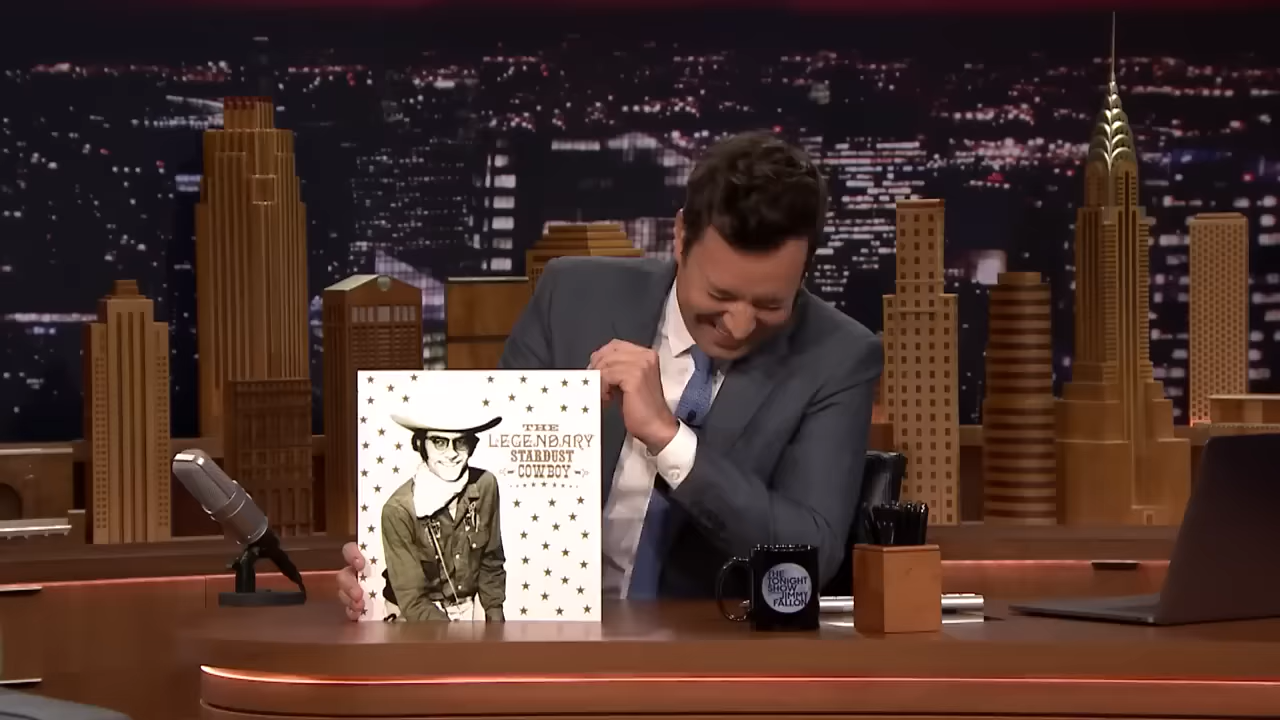 THE
LEGENDARY
STARDUST
COWBOY
THE
TONIGHT
SHOW
JIMMY
FALLON